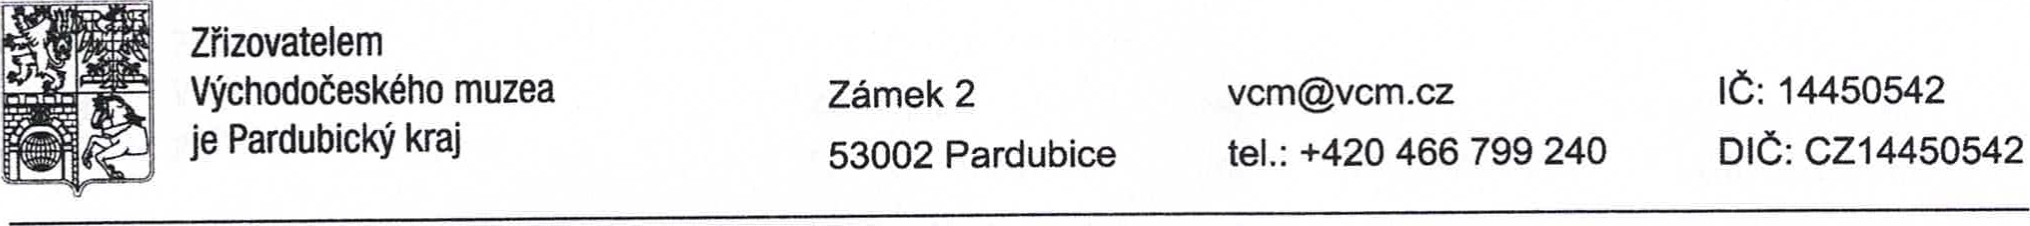 Zřizovatelem
Východočeského muzea
je Pardubický kraj
Zámek 2
53002 Pardubice
vcm@vcm.cz
tel.: +420 466 799 240
IČ: 14450542
DIČ: CZ14450542